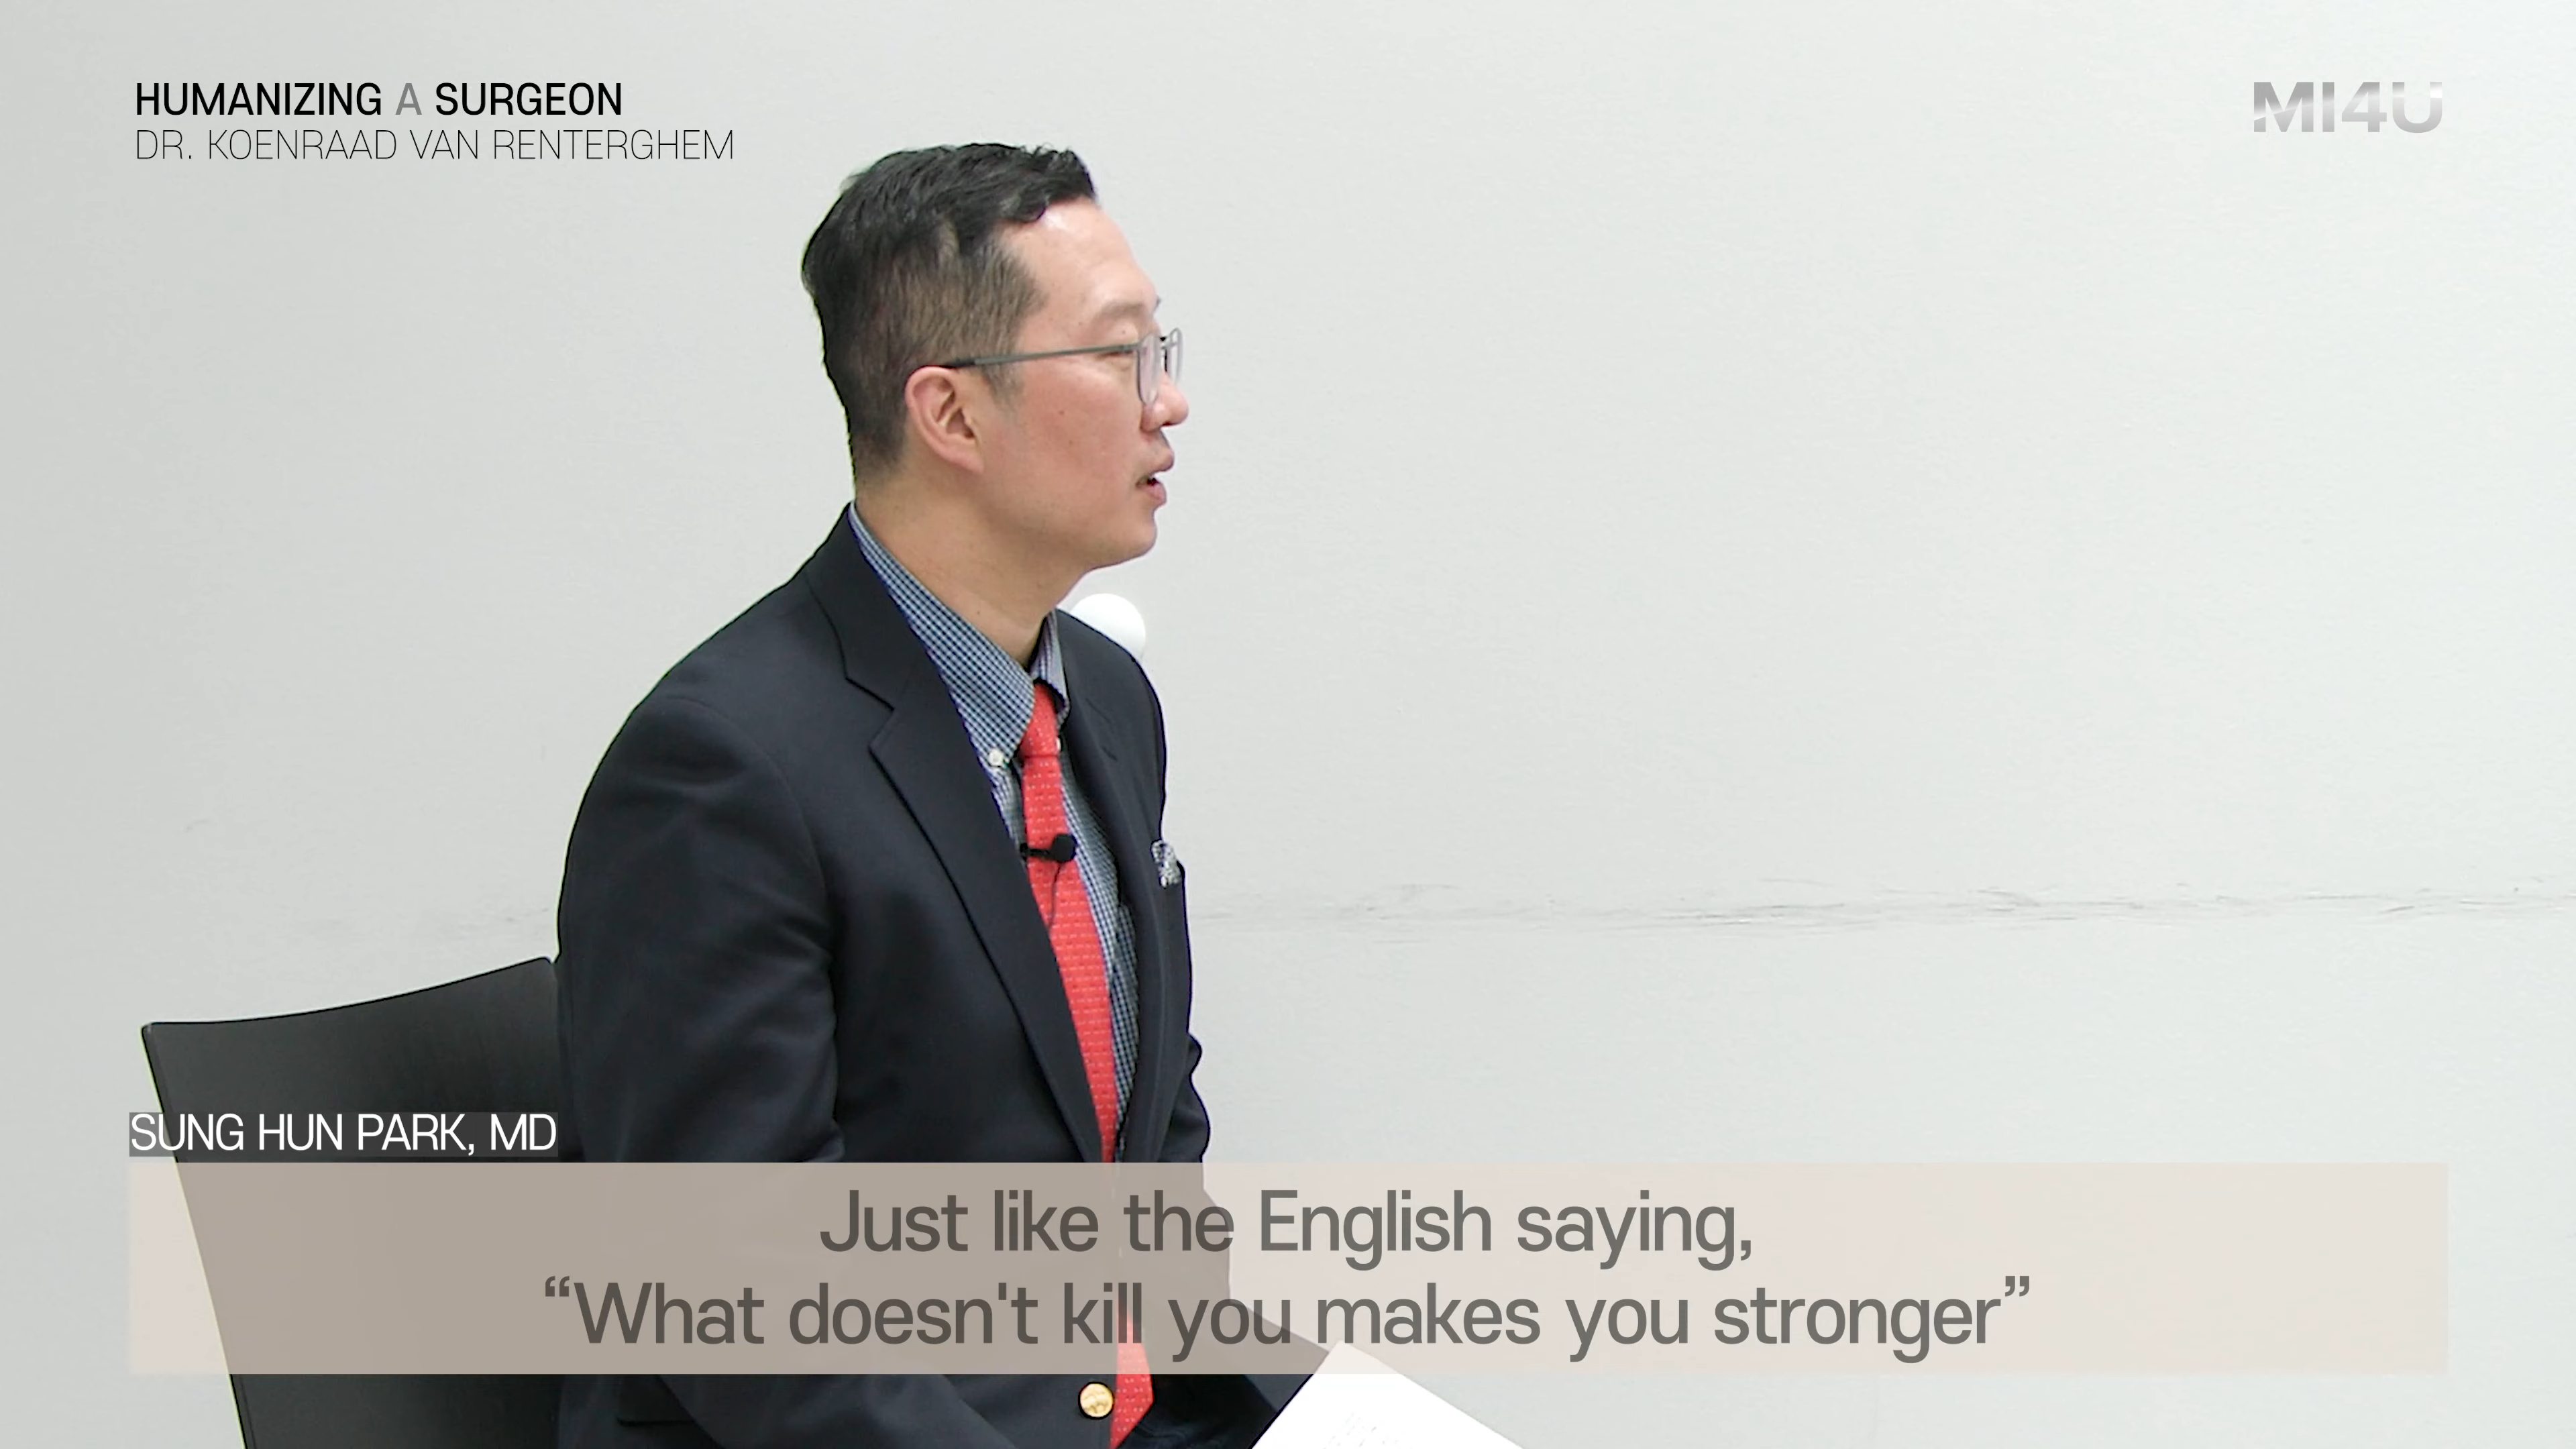 HUMANIZING A SURGEON
DR. KOENRAAD VAN RENTERGHEM
MI4U
SUNG HUN PARK, MD
Just like the English saying,
“What doesn't kill you makes you stronger”